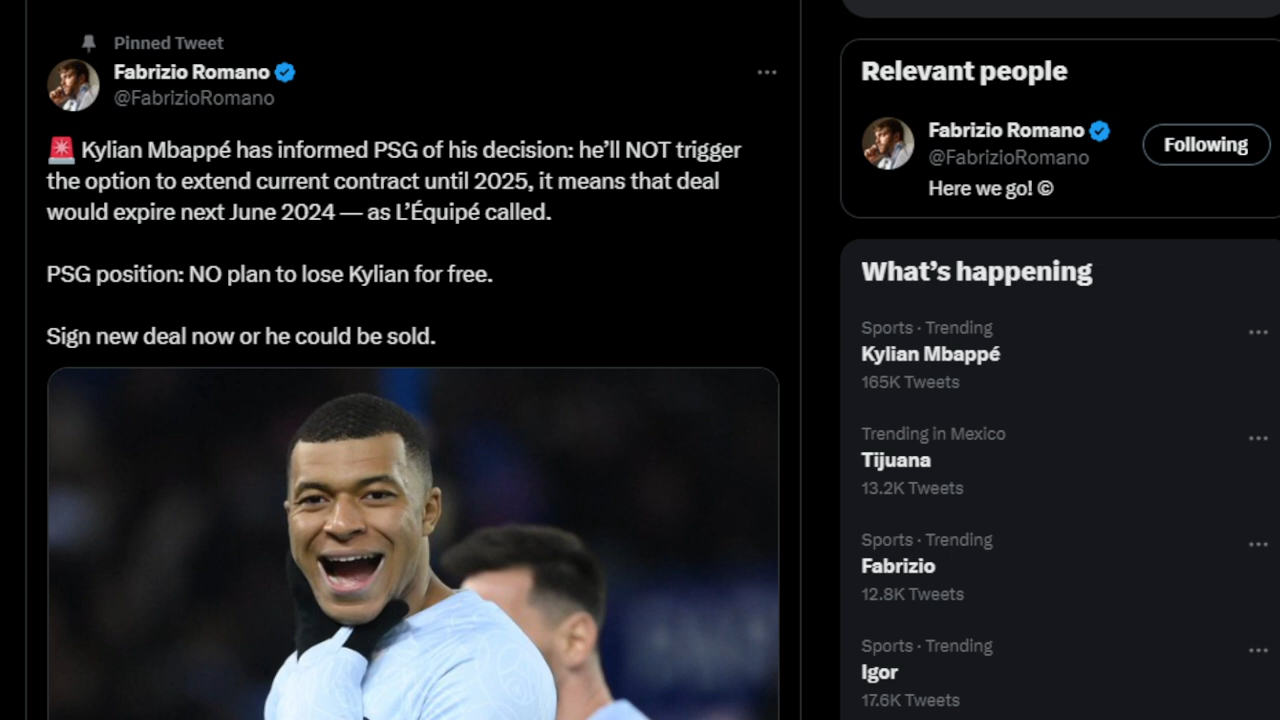 Pinned Tweet
Fabrizio Romano
@FabrizioRomano
🚨 Kylian Mbappé has informed PSG of his decision: he’ll NOT trigger
the option to extend current contract until 2025, it means that deal
would expire next June 2024 — as L’Équipé called.
PSG position: NO plan to lose Kylian for free.
Sign new deal now or he could be sold.
Relevant people
Fabrizio Romano
@FabrizioRomano
Following
Here we go! ©
What’s happening
Sports · Trending
Kylian Mbappé
165K Tweets
Trending in Mexico
Tijuana
13.2K Tweets
Sports · Trending
Fabrizio
12.8K Tweets
Sports · Trending
Igor
17.6K Tweets